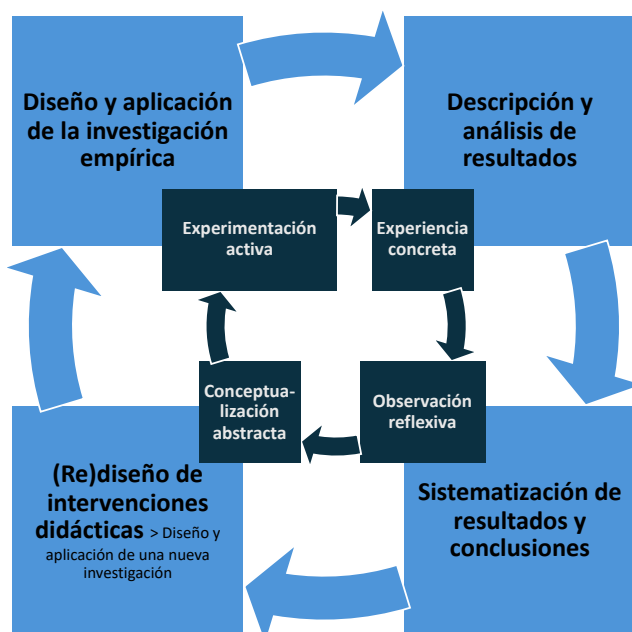 Diseño y aplicación
de la investigación
empírica
Descripción y
análisis de
resultados
Experimentación
activa
Experiencia
concreta
Conceptua-
lización
abstracta
Observación
reflexiva
(Re)diseño de
intervenciones
didácticas > Diseño y
aplicación de una nueva
investigación
Sistematización de
resultados y
conclusiones